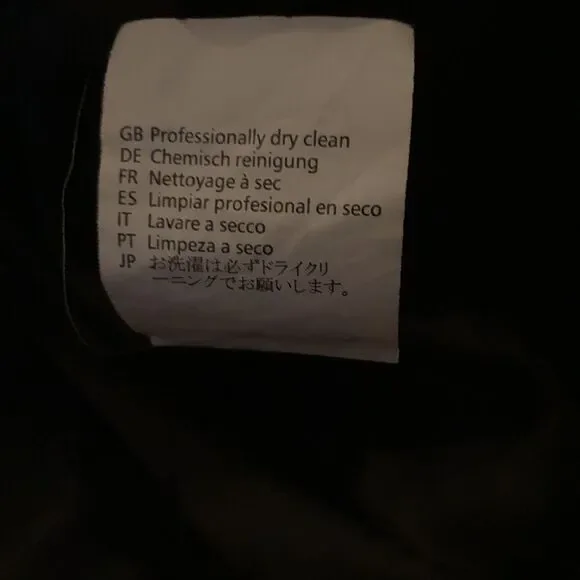 GB Professionally dry clean
DE Chemisch reinigung
FR Nettoyage à sec
ES Limpiar profesional en seco
IT Lavare a secco
PT Limpeza a seco
JP お洗濯は必ずドライクリ
ーニングでお願いします。